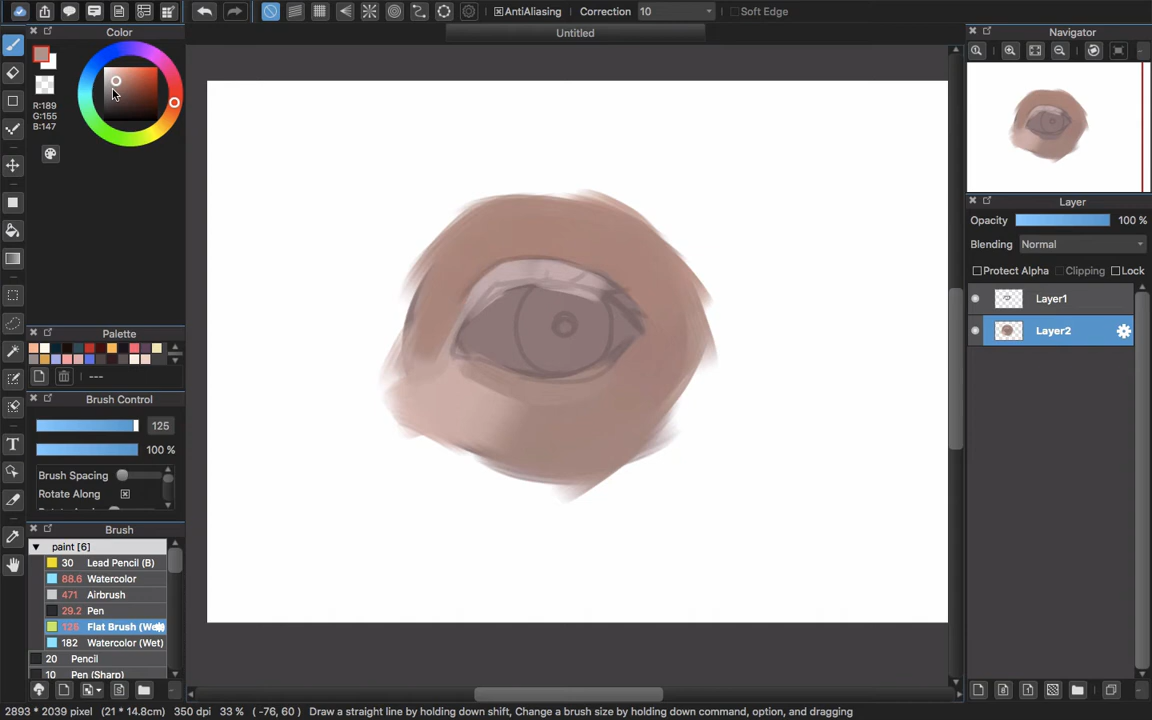 AntiAliasing Correction 10 Soft Edge
Untitled
Color
R:189
G:155
B:147
Palette
---
Brush Control
125
100 %
Brush Spacing
Rotate Along
Brush
paint [6]
30 Lead Pencil (B)
88.6 Watercolor
471 Airbrush
29.2 Pen
125 Flat Brush (Wet
182 Watercolor (Wet)
20 Pencil
10 Pen (Sharp)
Navigator
Layer
Opacity 100 %
Blending Normal
Protect Alpha Clipping Lock
Layer1
Layer2
T
2893 * 2039 pixel (21 * 14.8cm) 350 dpi 33 % ( -76, 60 ) Draw a straight line by holding down shift, Change a brush size by holding down command, option, and dragging